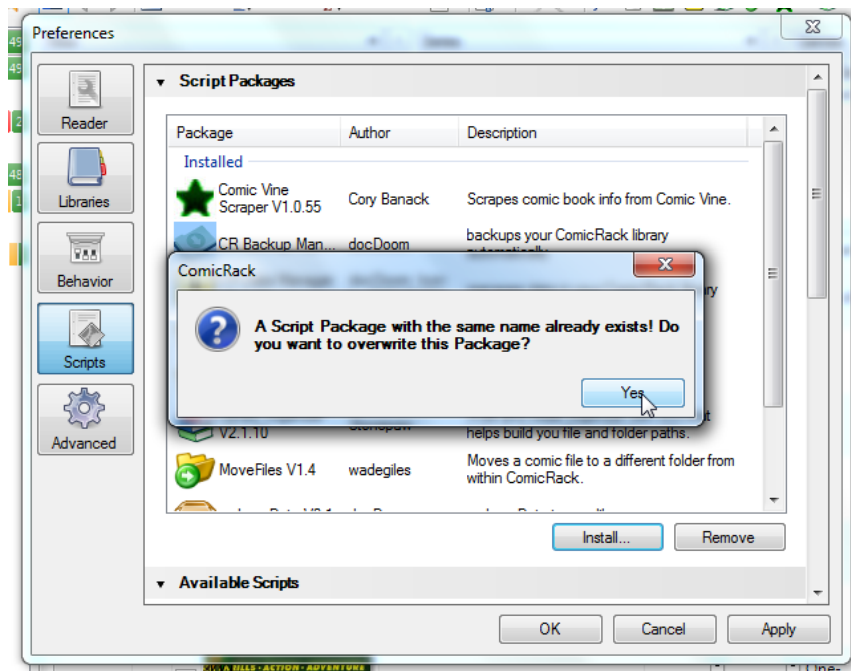 Preferences
Reader
Libraries
Behavior
Scripts
Advanced
Script Packages
Package Author Description
Installed
Comic Vine
Scraper V1.0.55 Cory Banack Scrapes comic book info from Comic Vine.
CR Backup Man... docDoom backups your ComicRack library
automatically
ComicRack
A Script Package with the same name already exists! Do
you want to overwrite this Package?
Yes
V2.1.10 helps build you file and folder paths.
MoveFiles V1.4 wadegiles Moves a comic file to a different folder from
within ComicRack.
Install... Remove
Available Scripts
OK Cancel Apply